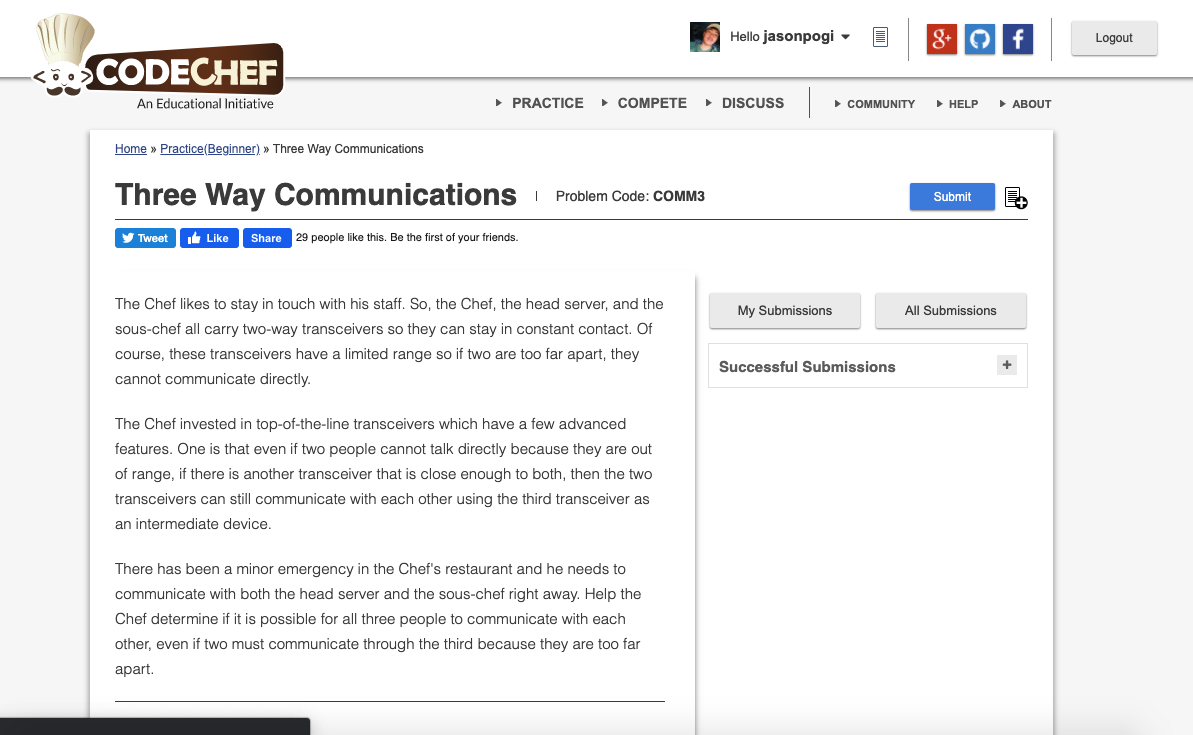 Hello jasonpogi
g+
f
Logout
CODECHEF
An Educational Initiative
PRACTICE COMPETE DISCUSS COMMUNITY HELP ABOUT
Home » Practice(Beginner) » Three Way Communications
Three Way Communications Problem Code: COMM3 Submit
Tweet Like Share 29 people like this. Be the first of your friends.
The Chef likes to stay in touch with his staff. So, the Chef, the head server, and the
sous-chef all carry two-way transceivers so they can stay in constant contact. Of
course, these transceivers have a limited range so if two are too far apart, they
cannot communicate directly.
The Chef invested in top-of-the-line transceivers which have a few advanced
features. One is that even if two people cannot talk directly because they are out
of range, if there is another transceiver that is close enough to both, then the two
transceivers can still communicate with each other using the third transceiver as
an intermediate device.
There has been a minor emergency in the Chef's restaurant and he needs to
communicate with both the head server and the sous-chef right away. Help the
Chef determine if it is possible for all three people to communicate with each
other, even if two must communicate through the third because they are too far
apart.
My Submissions All Submissions
Successful Submissions +